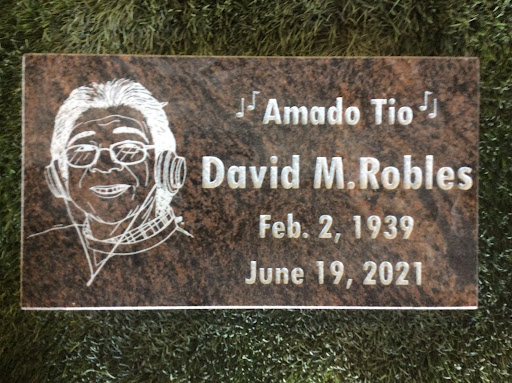 Amado Tio
David M. Robles
Feb. 2, 1939
June 19, 2021